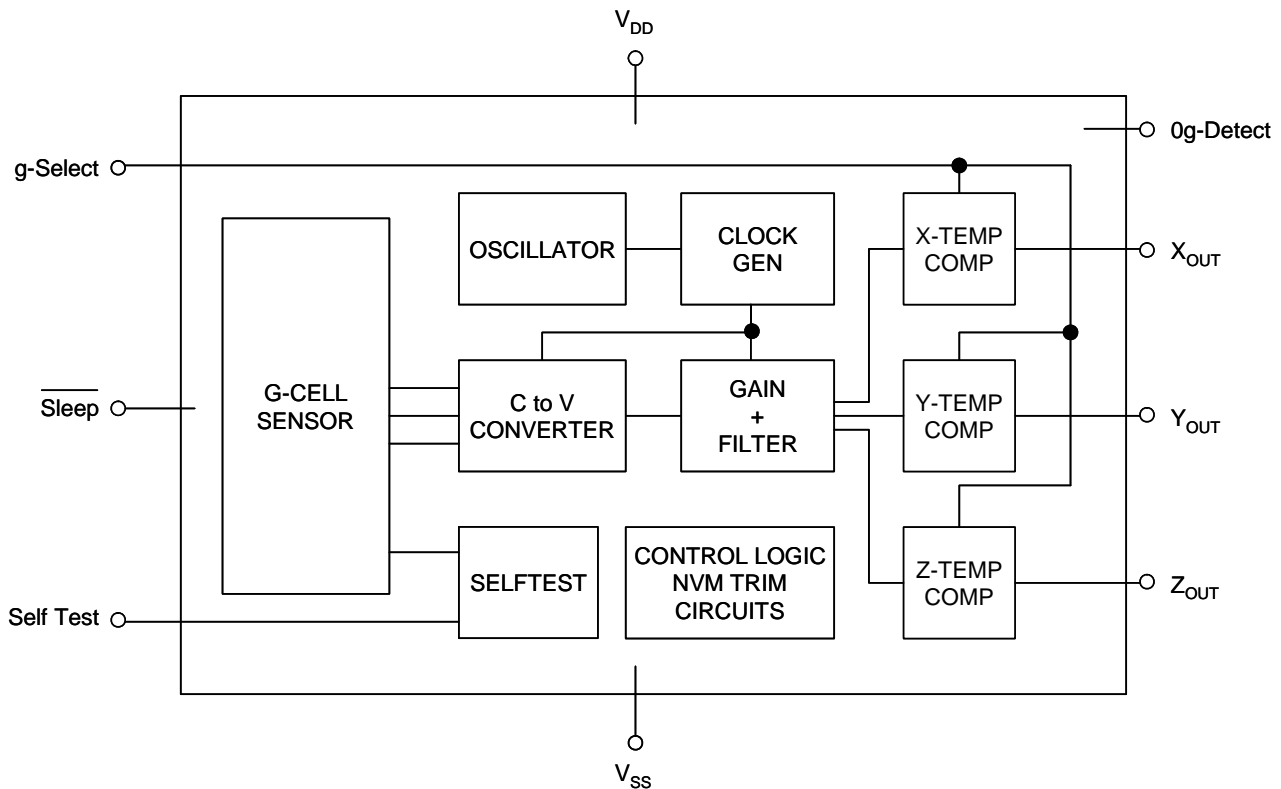 VDD
0g-Detect
g-Select
OSCILLATOR
CLOCK
GEN
X-TEMP
COMP
XOUT
G-CELL
SENSOR
Sleep
C to V
CONVERTER
GAIN
+
FILTER
Y-TEMP
COMP
YOUT
SELFTEST
CONTROL LOGIC
NVM TRIM
CIRCUITS
Z-TEMP
COMP
ZOUT
Self Test
VSS